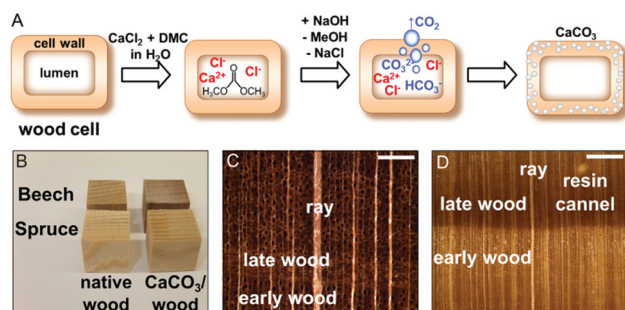 A
cell wall
lumen
wood cell
CaCl2 + DMC
in H2O
Cl-
Ca2+
Cl-
O
H3CO
OCH3
+ NaOH
- MeOH
- NaCl
↑CO2
CO32-
Cl-
Ca2+
Cl-
HCO3-
CaCO3
B
Beech
Spruce
native
wood
CaCO3/
wood
C
ray
late wood
early wood
D
ray
resin
cannel
late wood
early wood